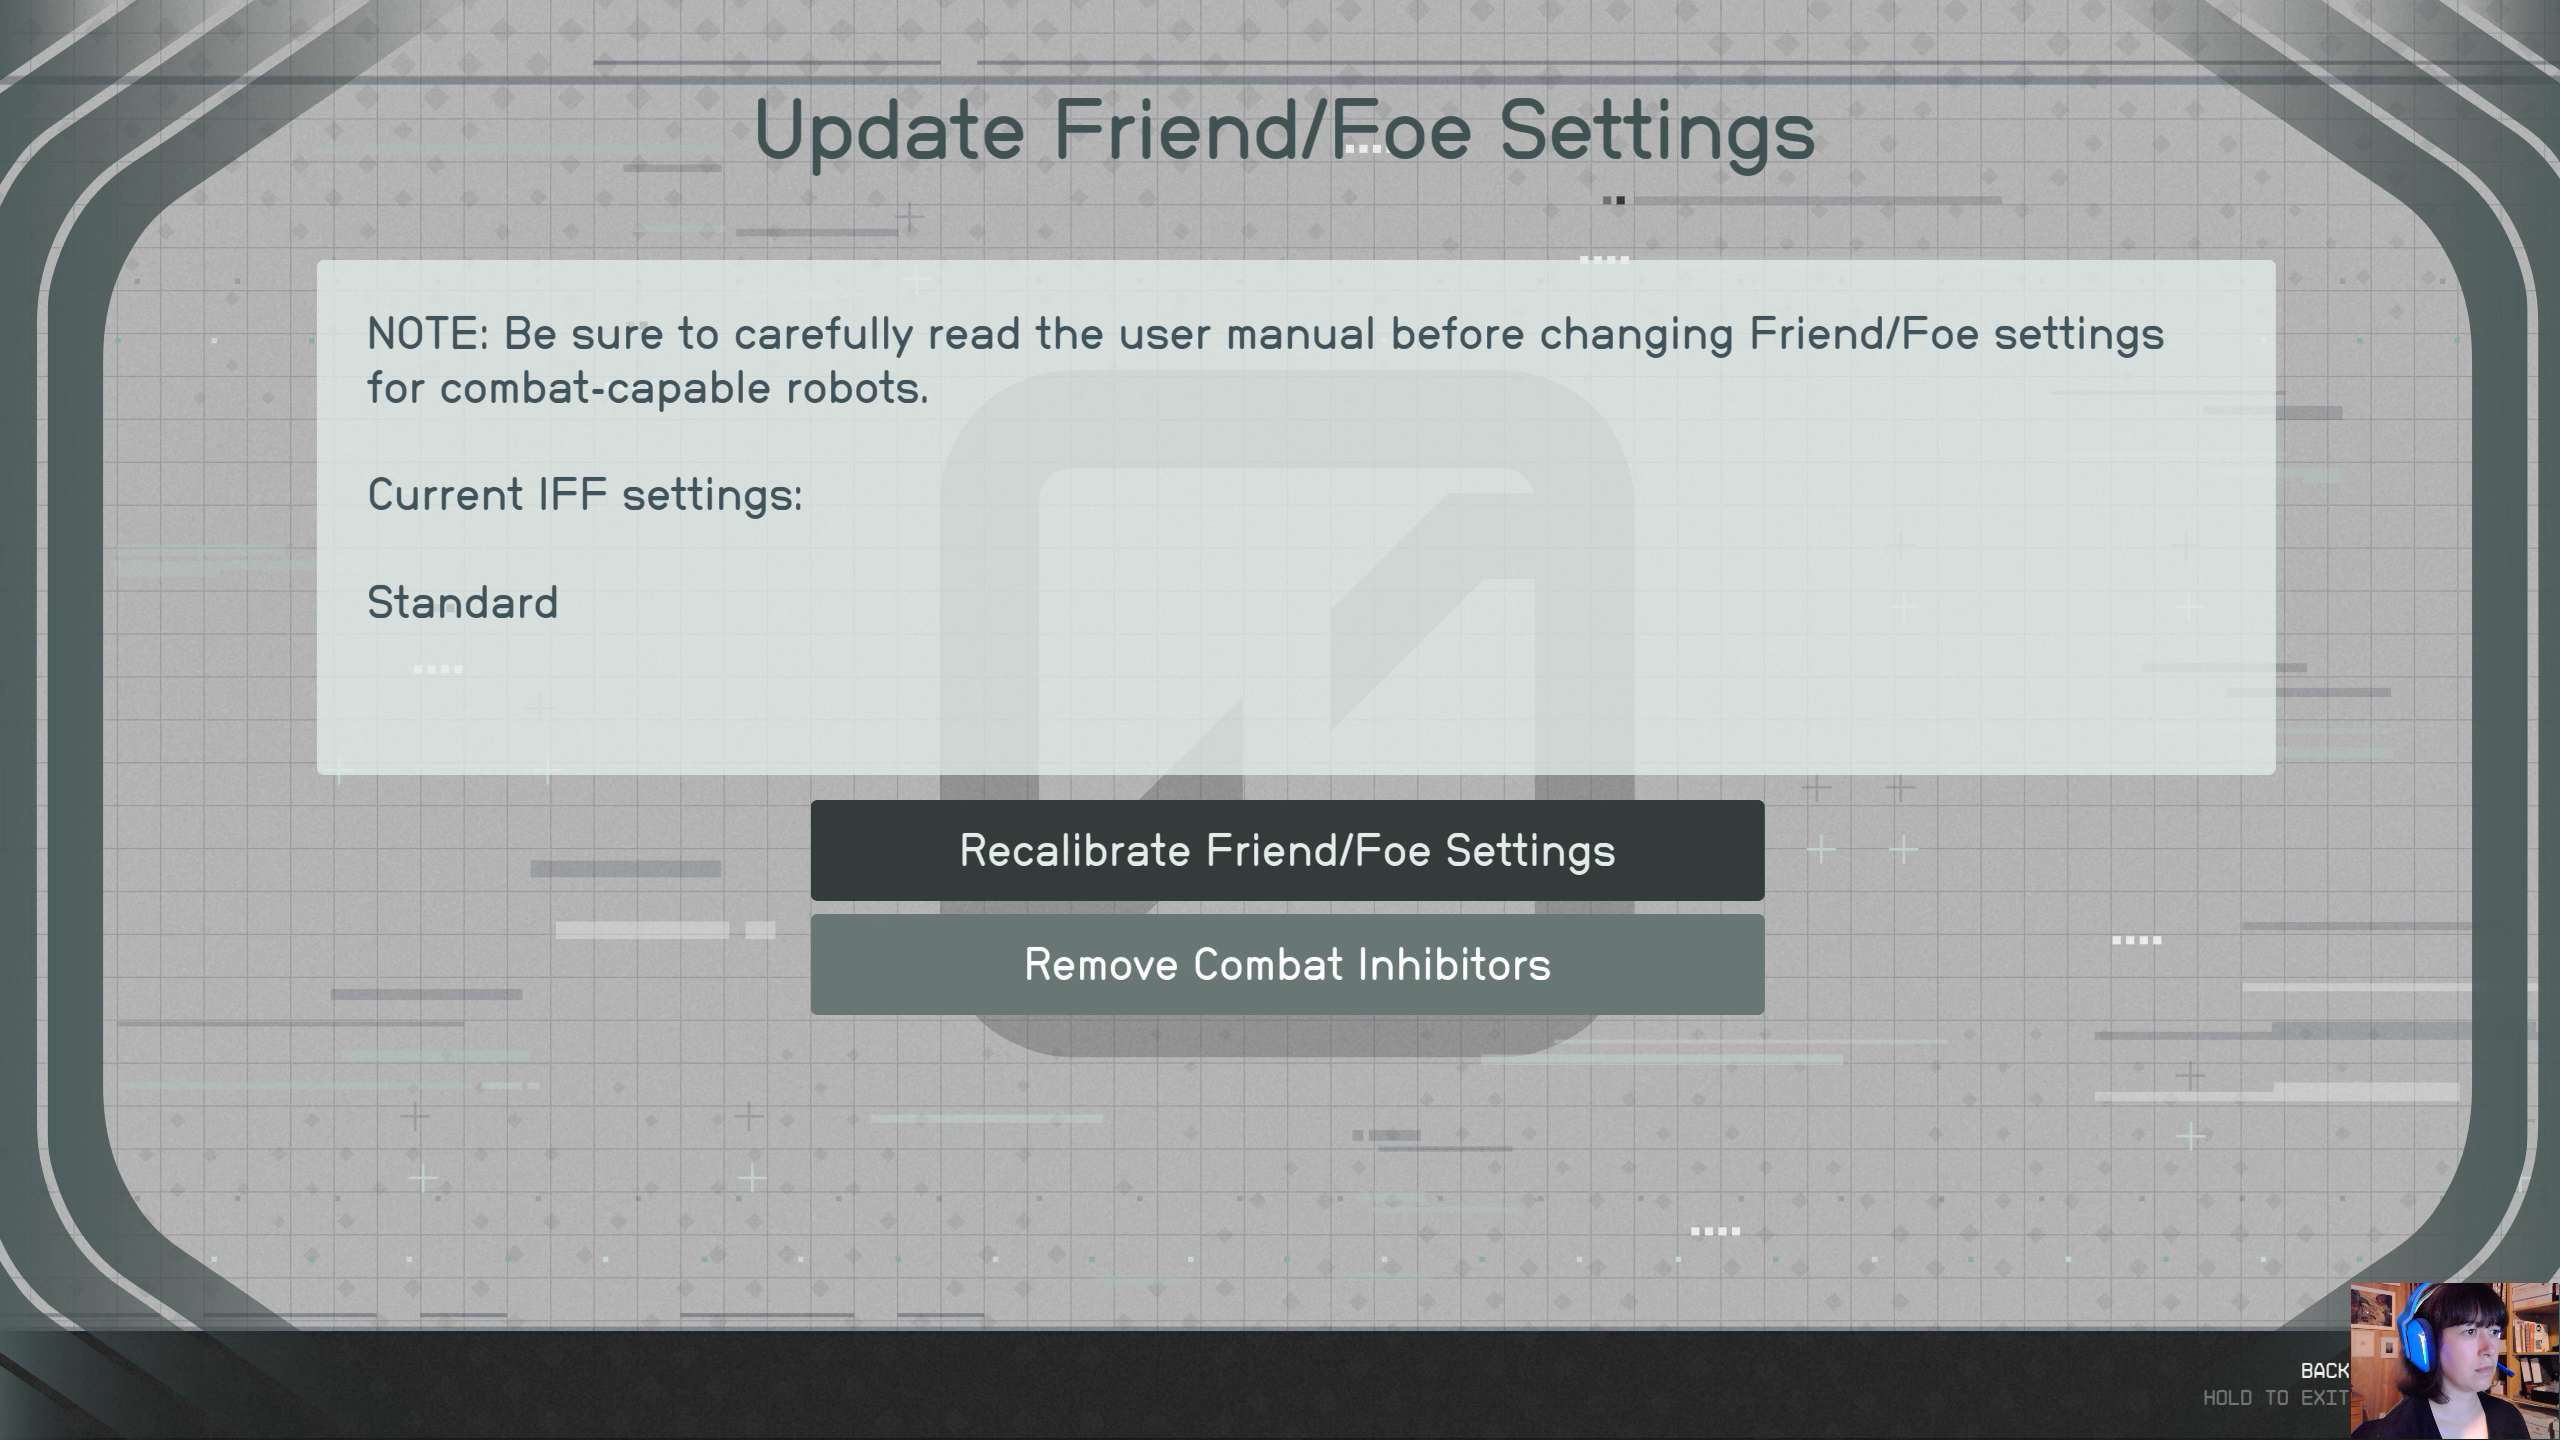 Update Friend/Foe Settings
NOTE: Be sure to carefully read the user manual before changing Friend/Foe settings
for combat-capable robots.
Current IFF settings:
Standard
Recalibrate Friend/Foe Settings
Remove Combat Inhibitors
BACK
HOLD TO EXIT